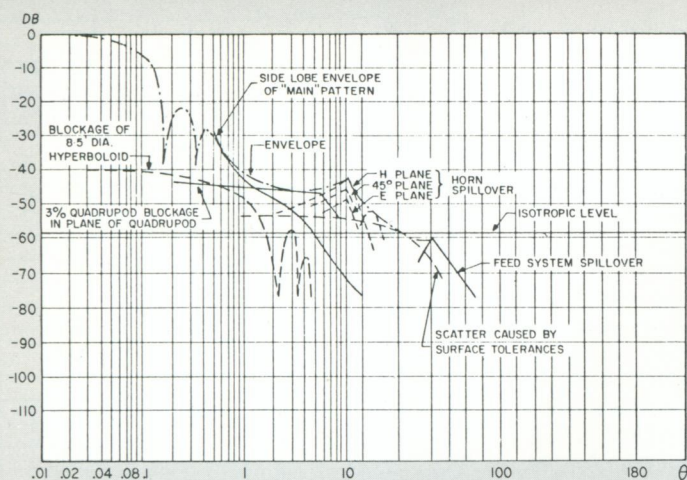 DB
0
-10
-20
-30
-40
-50
-60
-70
-80
-90
-100
-110
SIDE LOBE ENVELOPE
OF "MAIN" PATTERN
BLOCKAGE OF
8.5' DIA.
HYPERBOLOID
ENVELOPE
3% QUADRUPOD BLOCKAGE
IN PLANE OF QUADRUPOD
H PLANE
45° PLANE
E PLANE
HORN
SPILLOVER
ISOTROPIC LEVEL
FEED SYSTEM SPILLOVER
SCATTER CAUSED BY
SURFACE TOLERANCES
.01 .02 .04 .08 .1 1 10 100 180 θ